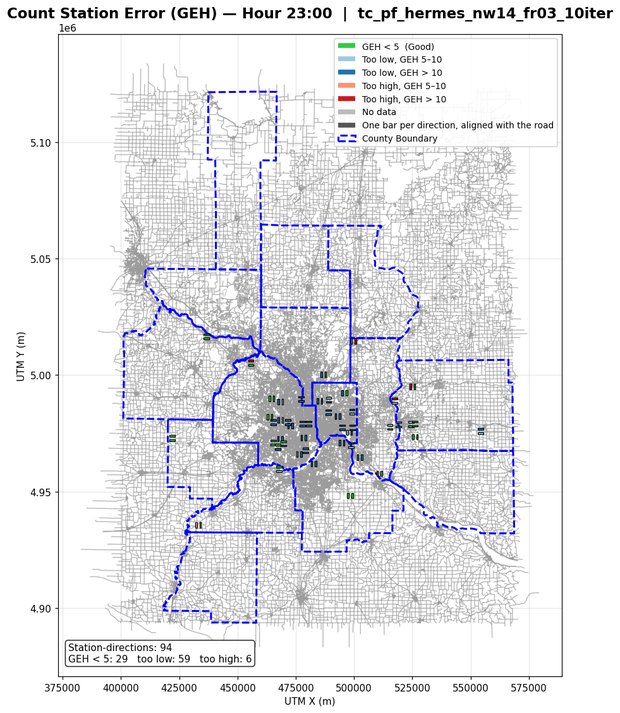 Count Station Error (GEH) — Hour 23:00 | tc_pf_hermes_nw14_fr03_10iter
1e6
GEH < 5 (Good)
Too low, GEH 5–10
Too low, GEH > 10
Too high, GEH 5–10
Too high, GEH > 10
No data
One bar per direction, aligned with the road
County Boundary
5.10
5.05
5.00
4.95
4.90
UTM Y (m)
Station-directions: 94
GEH < 5: 29 too low: 59 too high: 6
375000 400000 425000 450000 475000 500000 525000 550000 575000
UTM X (m)